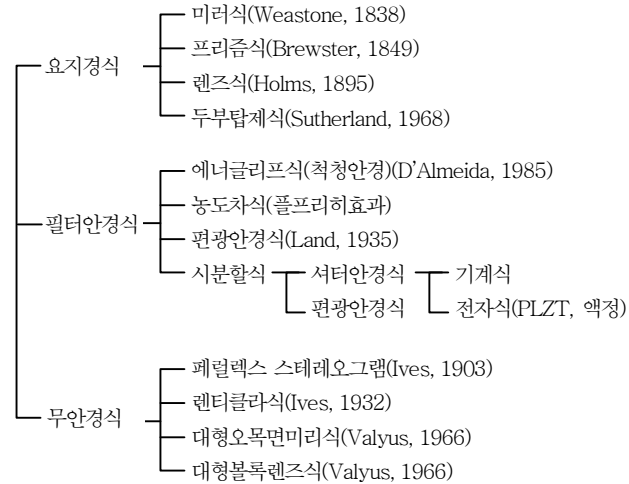 미러식(Weastone, 1838)
프리즘식(Brewster, 1849)
요지경식
렌즈식(Holms, 1895)
두부탑제식(Sutherland, 1968)
에너글리프식(척청안경)(D'Almeida, 1985)
농도차식(플프리히효과)
필터안경식
편광안경식(Land, 1935)
시분할식 셔터안경식 기계식
편광안경식 전자식(PLZT, 액정)
페럴렉스 스테레오그램(Ives, 1903)
렌티클라식(Ives, 1932)
무안경식
대형오목면미리식(Valyus, 1966)
대형볼록렌즈식(Valyus, 1966)